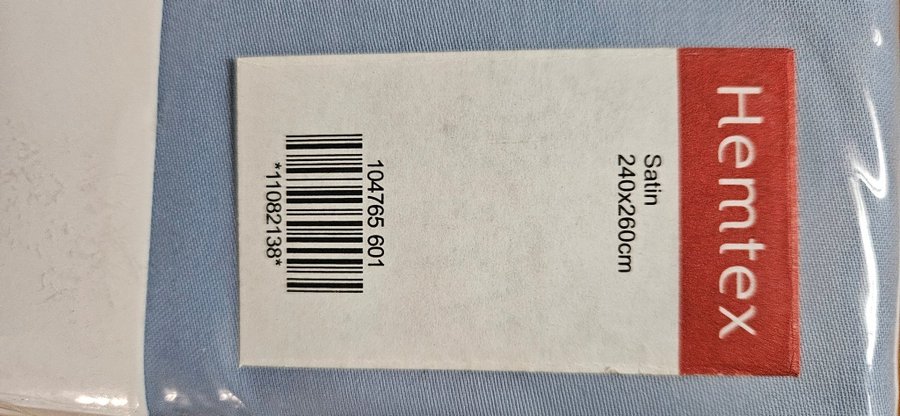 Hemtex
Satin
240x260cm
104765 601
*11082138*